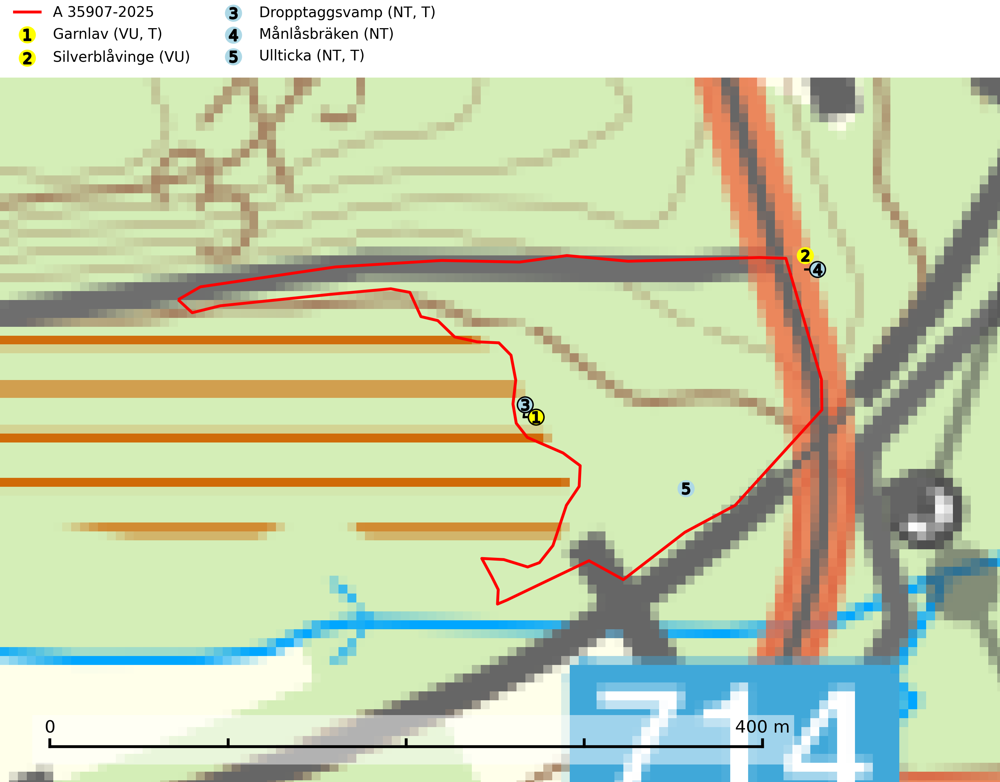 A 35907-2025
1 Garnlav (VU, T)
2 Silverblåvinge (VU)
3 Dropptaggsvamp (NT, T)
4 Månlåsbräken (NT)
5 Ullticka (NT, T)
2
4
3
1
5
714
0 400 m